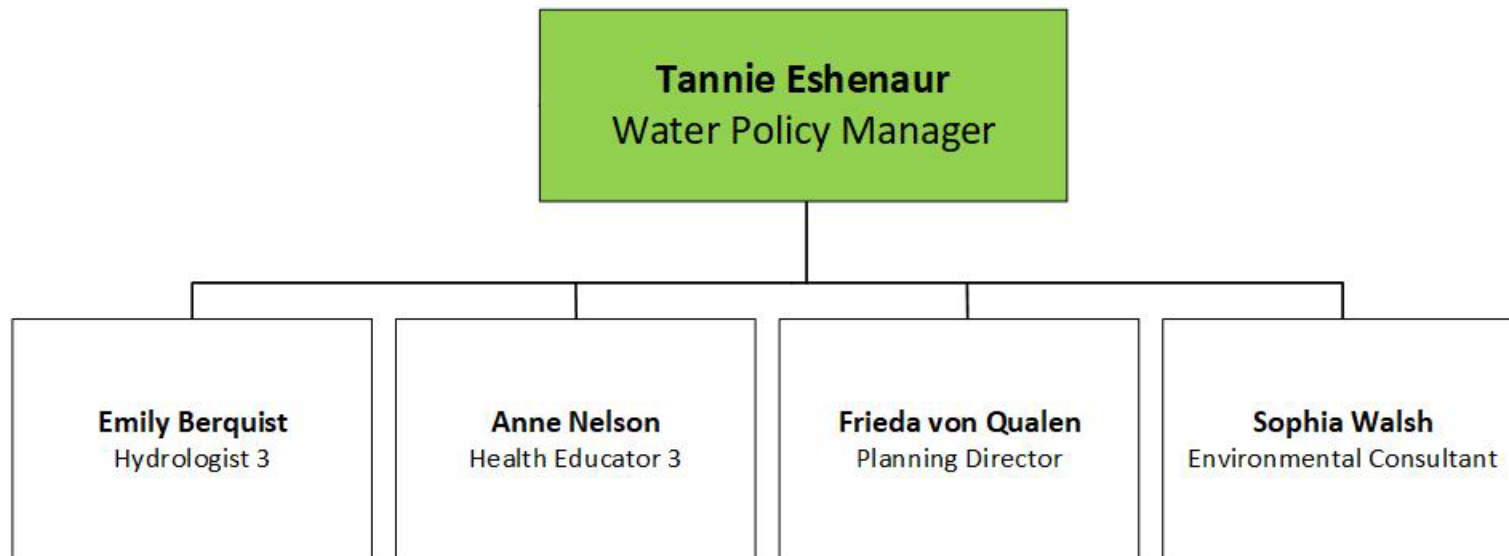 Tannie Eshenaur
Water Policy Manager
Emily Berquist
Hydrologist 3
Anne Nelson
Health Educator 3
Frieda von Qualen
Planning Director
Sophia Walsh
Environmental Consultant